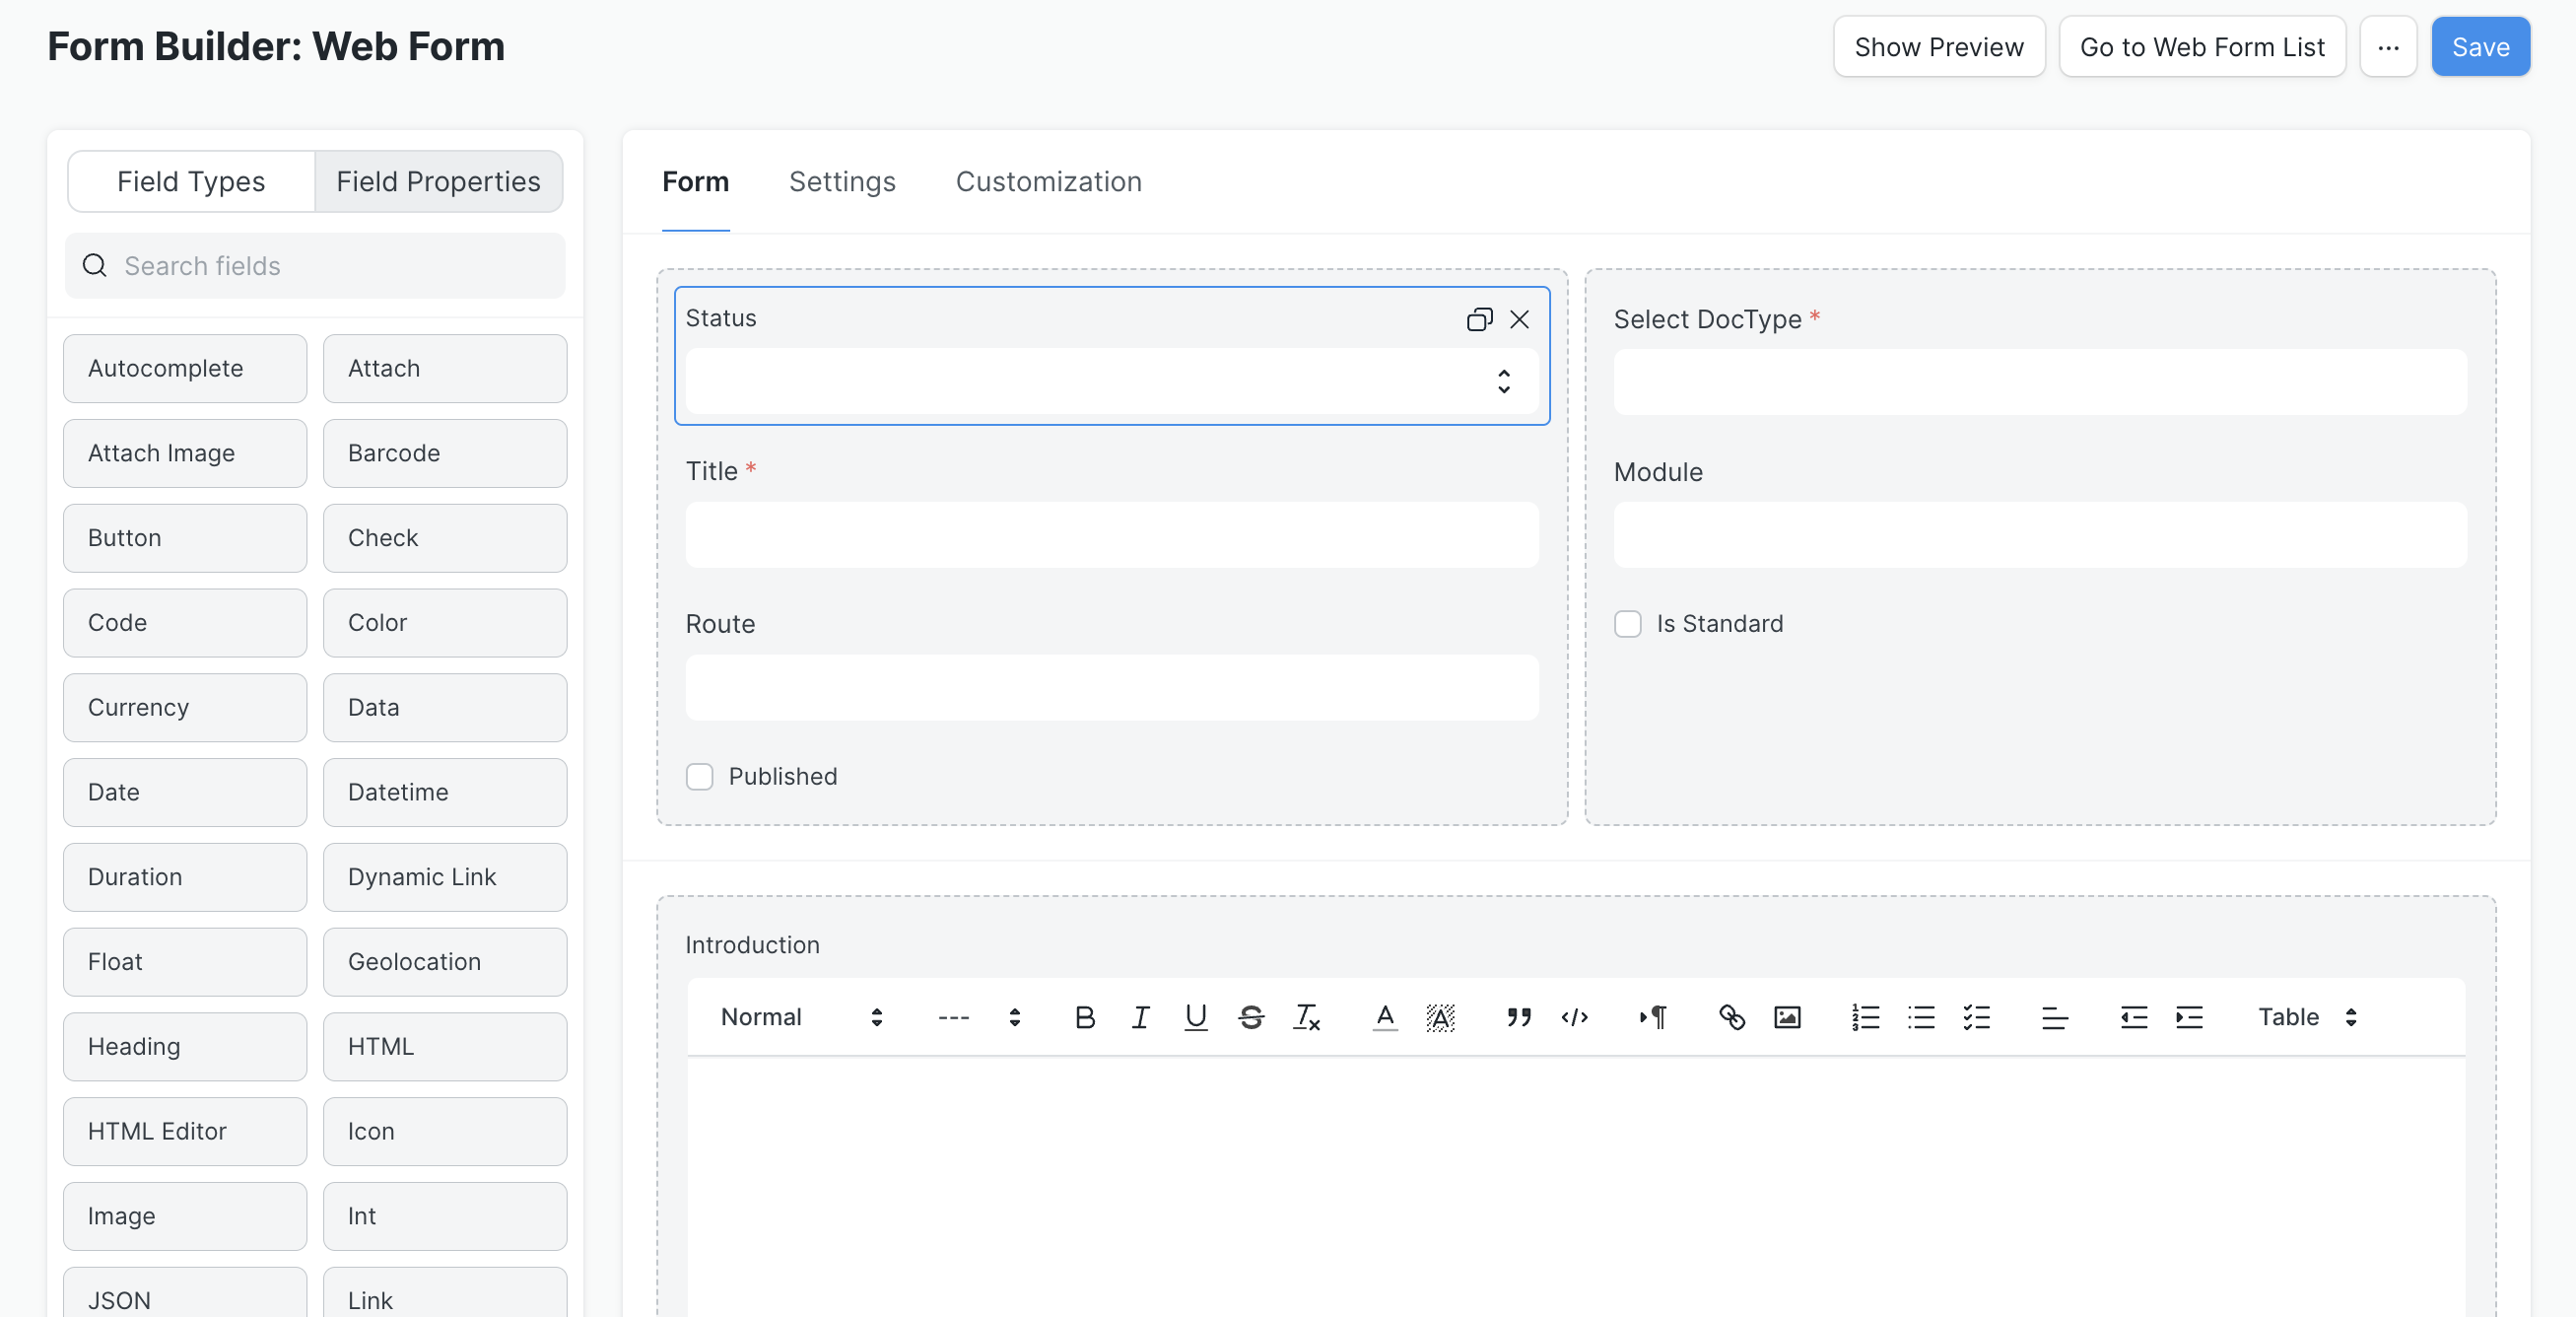 Form Builder: Web Form
Show Preview
Go to Web Form List
Save
Field Types
Field Properties
Search fields
Autocomplete
Attach
Attach Image
Barcode
Button
Check
Code
Color
Currency
Data
Date
Datetime
Duration
Dynamic Link
Float
Geolocation
Heading
HTML
HTML Editor
Icon
Image
Int
JSON
Link
Form
Settings
Customization
Status
Title *
Route
Published
Select DocType *
Module
Is Standard
Introduction
Normal
---
Table